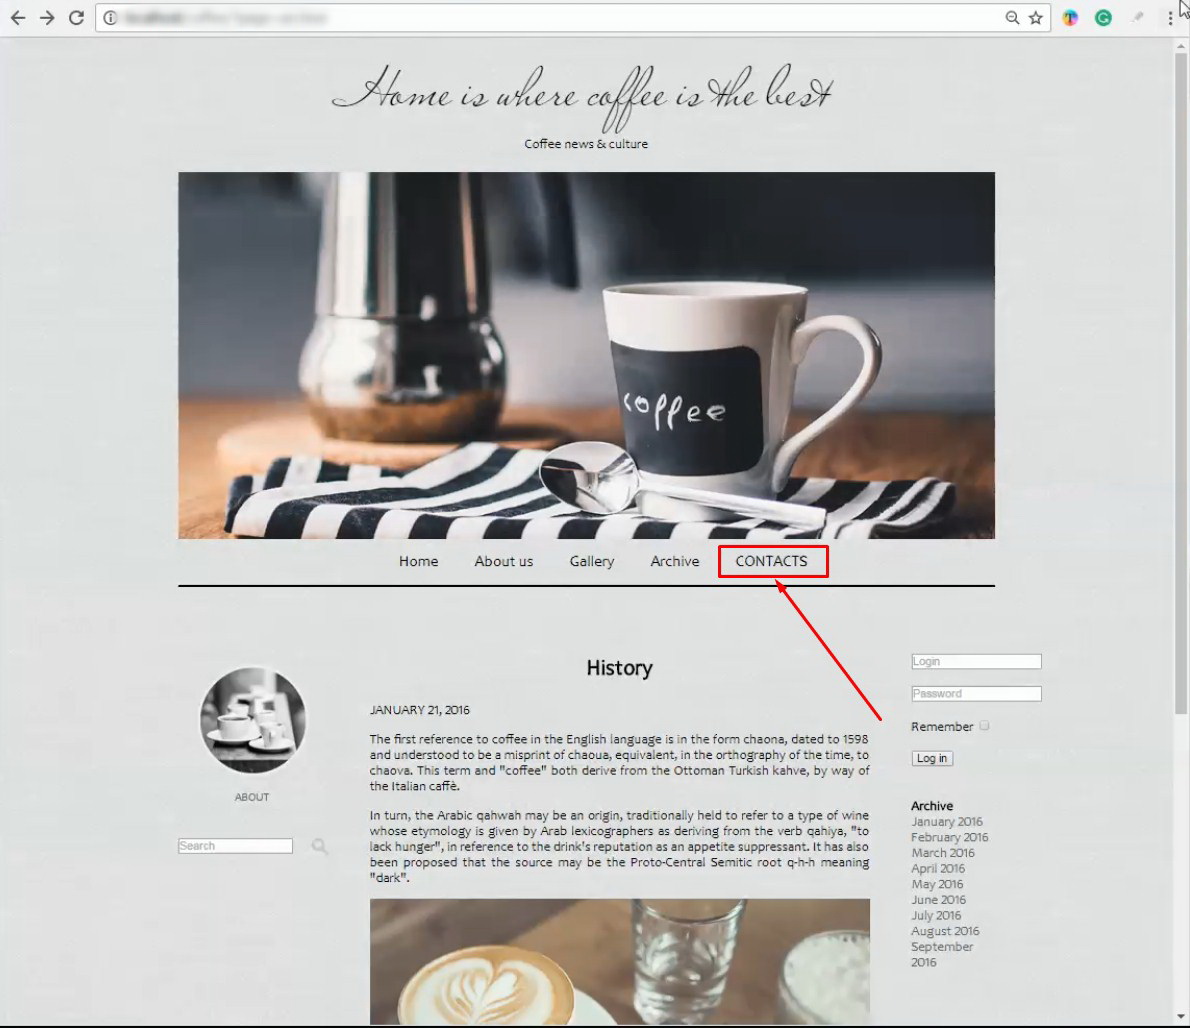 Home is where coffee is the best
Coffee news & culture
coffee
Home About us Gallery Archive CONTACTS
History
JANUARY 21, 2016
The first reference to coffee in the English language is in the form chaona, dated to 1598
and understood to be a misprint of chaoua, equivalent, in the orthography of the time, to
chaova. This term and "coffee" both derive from the Ottoman Turkish kahve, by way of
the Italian caffè.
In turn, the Arabic qahwah may be an origin, traditionally held to refer to a type of wine
whose etymology is given by Arab lexicographers as deriving from the verb qahiya, "to
lack hunger", in reference to the drink's reputation as an appetite suppressant. It has also
been proposed that the source may be the Proto-Central Semitic root q-h-h meaning
"dark".
ABOUT
Search
Login
Password
Remember
Log in
Archive
January 2016
February 2016
March 2016
April 2016
May 2016
June 2016
July 2016
August 2016
September
2016